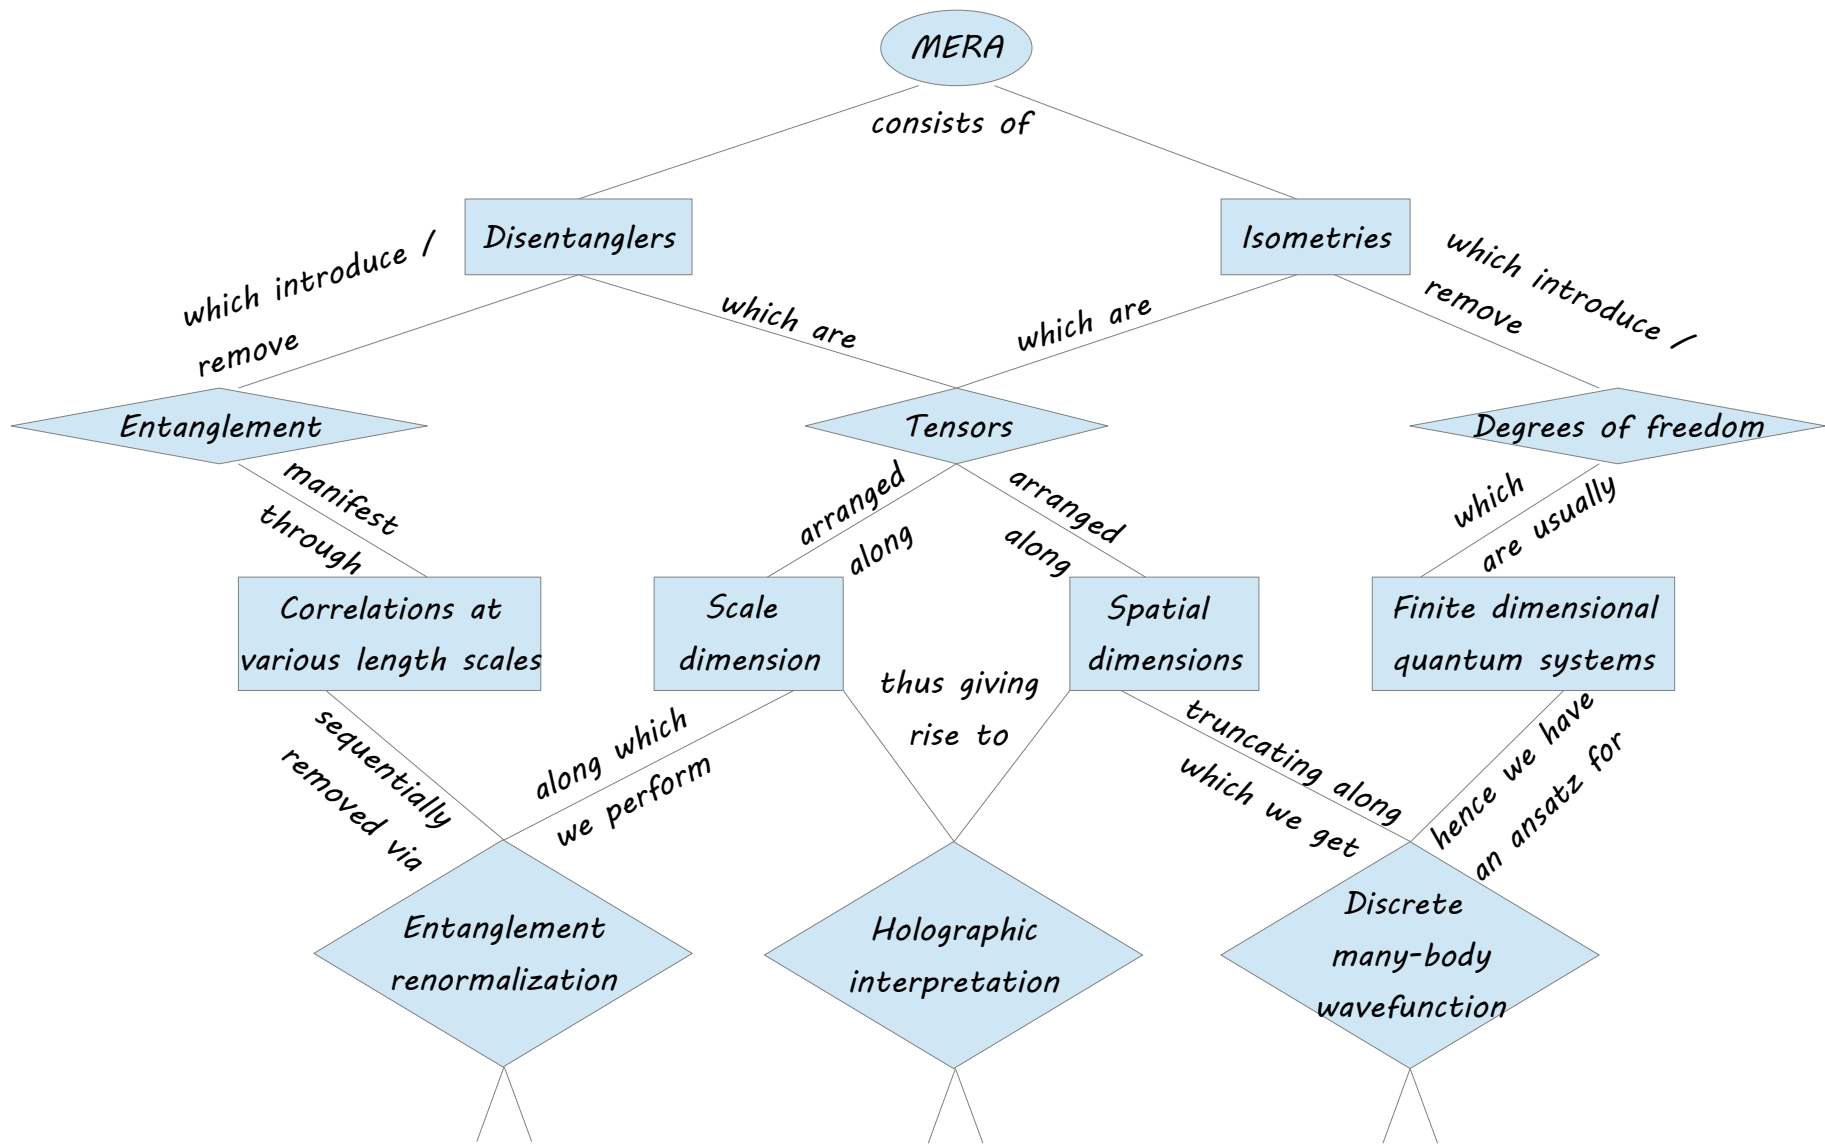 MERA
consists of
Disentanglers
Isometries
which introduce /
remove
which are
which are
which introduce /
remove
Entanglement
Tensors
Degrees of freedom
manifest
through
arranged
along
arranged
along
which
are usually
Correlations at
various length scales
Scale
dimension
Spatial
dimensions
Finite dimensional
quantum systems
sequentially
removed via
along which
we perform
thus giving
rise to
truncating along
which we get
hence we have
an ansatz for
Entanglement
renormalization
Holographic
interpretation
Discrete
many-body
wavefunction